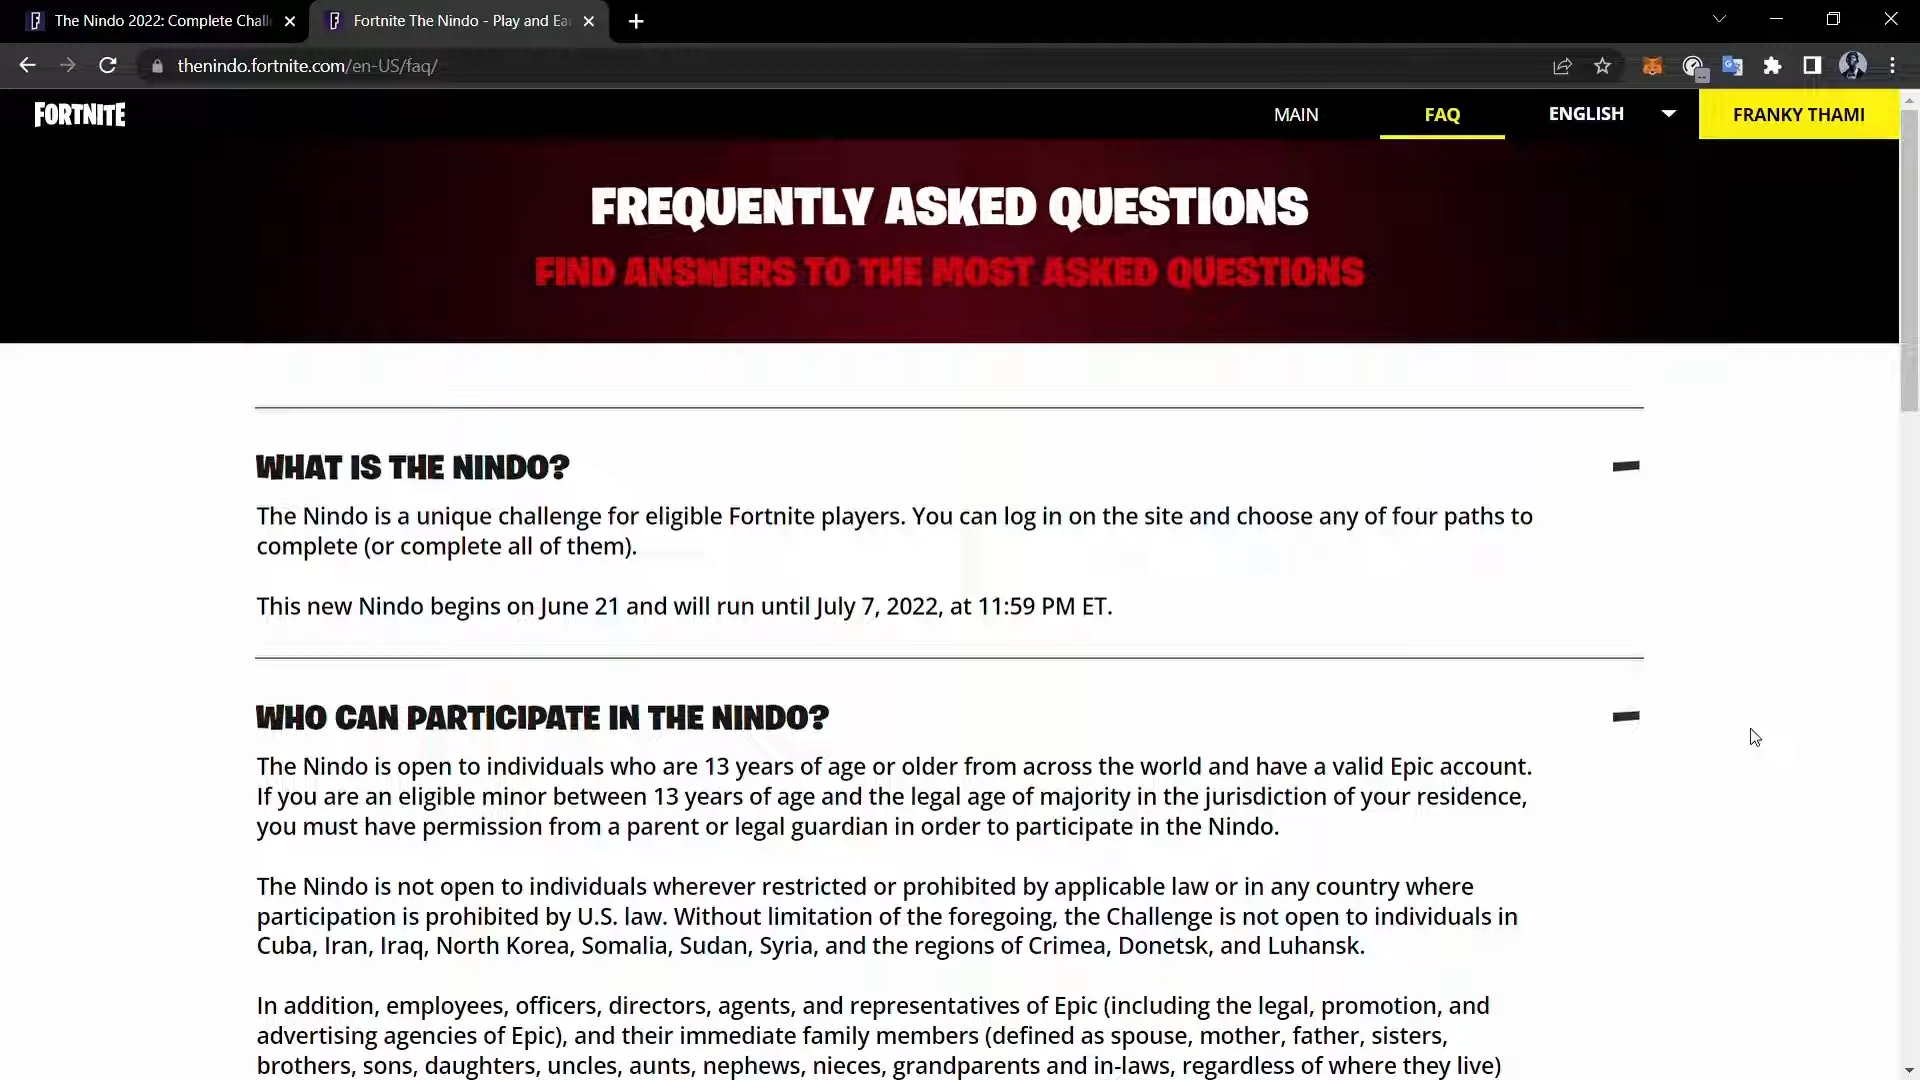 The Nindo 2022: Complete Chall
Fortnite The Nindo - Play and Ea
thenindo.fortnite.com/en-US/faq/
FORTNITE
MAIN
FAQ
ENGLISH
FRANKY THAMI
FREQUENTLY ASKED QUESTIONS
FIND ANSWERS TO THE MOST ASKED QUESTIONS
WHAT IS THE NINDO?
The Nindo is a unique challenge for eligible Fortnite players. You can log in on the site and choose any of four paths to
complete (or complete all of them).
This new Nindo begins on June 21 and will run until July 7, 2022, at 11:59 PM ET.
WHO CAN PARTICIPATE IN THE NINDO?
The Nindo is open to individuals who are 13 years of age or older from across the world and have a valid Epic account.
If you are an eligible minor between 13 years of age and the legal age of majority in the jurisdiction of your residence,
you must have permission from a parent or legal guardian in order to participate in the Nindo.
The Nindo is not open to individuals wherever restricted or prohibited by applicable law or in any country where
participation is prohibited by U.S. law. Without limitation of the foregoing, the Challenge is not open to individuals in
Cuba, Iran, Iraq, North Korea, Somalia, Sudan, Syria, and the regions of Crimea, Donetsk, and Luhansk.
In addition, employees, officers, directors, agents, and representatives of Epic (including the legal, promotion, and
advertising agencies of Epic), and their immediate family members (defined as spouse, mother, father, sisters,
brothers, sons, daughters, uncles, aunts, nephews, nieces, grandparents and in-laws, regardless of where they live)